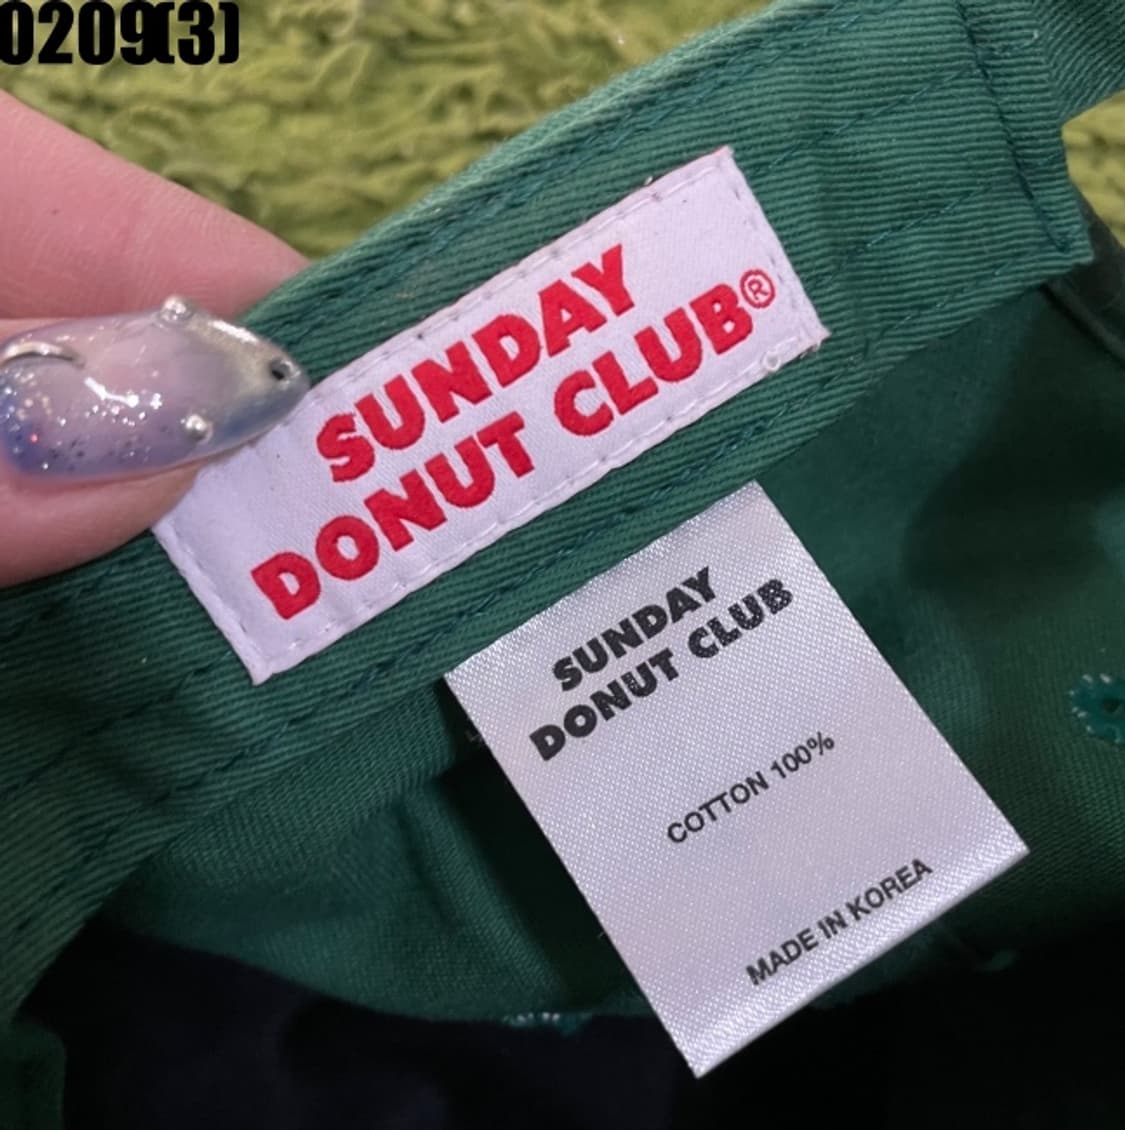 0209(3)
SUNDAY
DONUT CLUB®
SUNDAY
DONUT CLUB
COTTON 100%
MADE IN KOREA